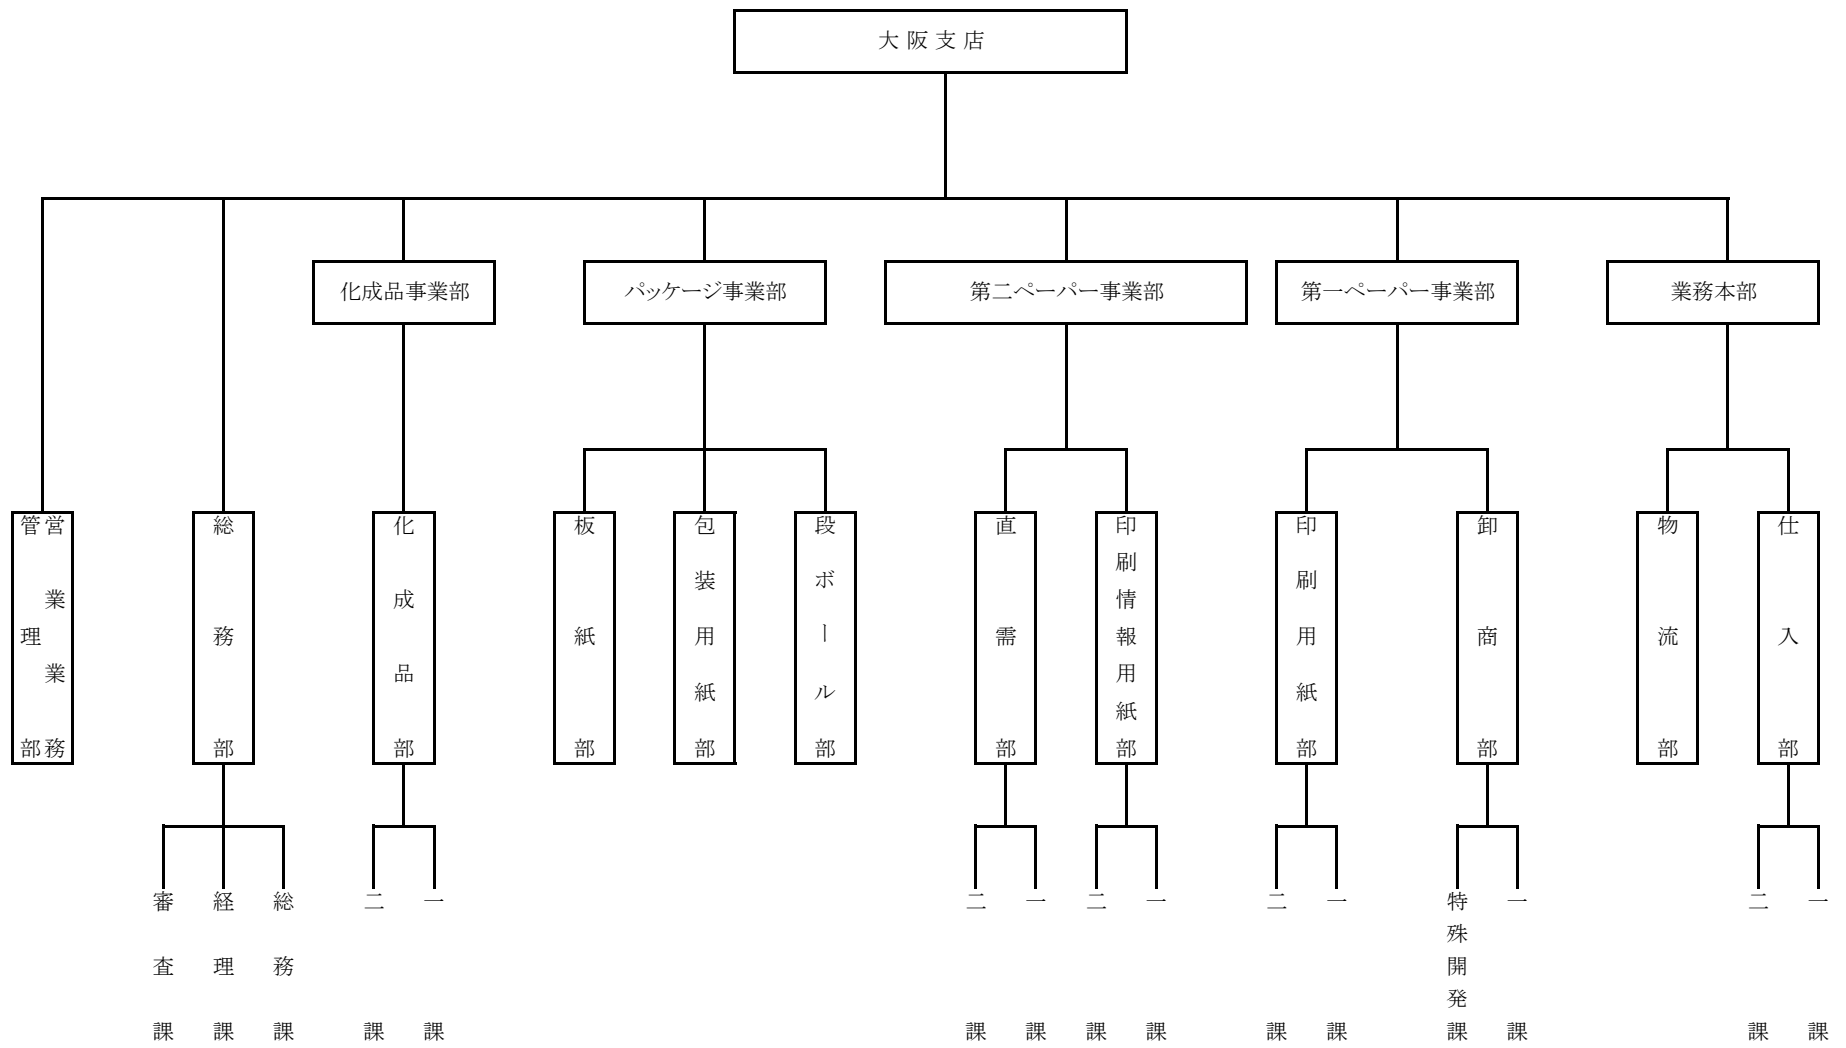 大阪支店
化成品事業部
パッケージ事業部
第二ペーパー事業部
第一ペーパー事業部
業務本部
営業業務
管理部
総務部
化成品部
板紙部
包装用紙部
段ボール部
直需部
印刷情報用紙部
印刷用紙部
卸商部
物流部
仕入部
審査課
経理課
総務課
二課
一課
二課
一課
二課
一課
二課
一課
特殊開発課
一課
二課
一課